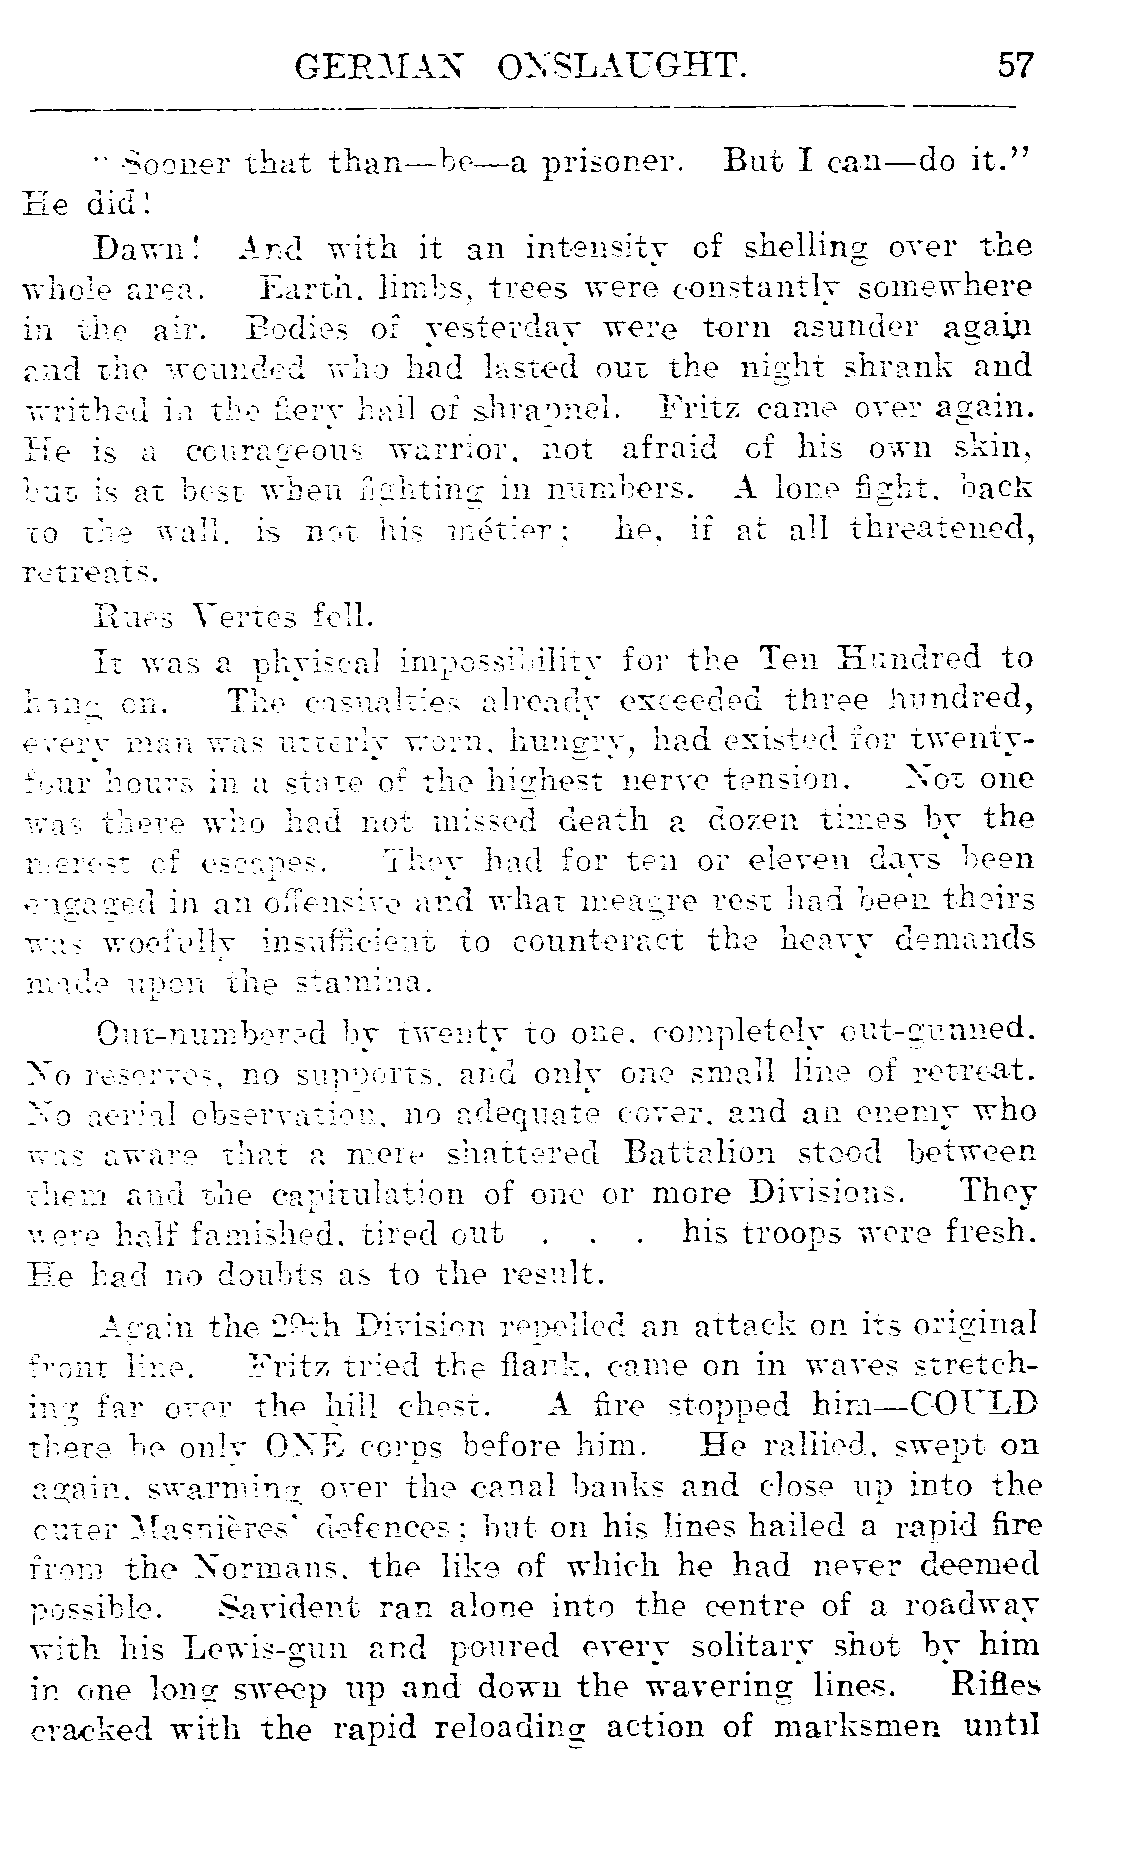 GERMAN ONSLAUGHT. 57
" Sooner that than—be—a prisoner. But I can—do it."
He did!
Dawn! And with it an intensity of shelling over the
whole area. Earth, limbs, trees were constantly somewhere
in the air. Bodies of yesterday were torn asunder again
and the wounded who had lasted out the night shrank and
writhed in the fiery hail of shrapnel. Fritz came over again.
He is a courageous warrior, not afraid of his own skin,
but is at best when fighting in numbers. A lone fight, back
to the wall, is not his métier; he, if at all threatened,
retreats.
Rues Vertes fell.
It was a phyiscal impossibility for the Ten Hundred to
hang on. The casualties already exceeded three hundred,
every man was utterly worn, hungry, had existed for twenty-
four hours in a state of the highest nerve tension. Not one
was there who had not missed death a dozen times by the
merest of escapes. They had for ten or eleven days been
engaged in an offensive and what meagre rest had been theirs
was woefully insufficient to counteract the heavy demands
made upon the stamina.
Out-numbered by twenty to one, completely out-gunned.
No reserves, no supports, and only one small line of retreat.
No aerial observation, no adequate cover, and an enemy who
was aware that a mere shattered Battalion stood between
them and the capitulation of one or more Divisions. They
were half famished, tired out . . . his troops were fresh.
He had no doubts as to the result.
Again the 29th Division repelled an attack on its original
front line. Fritz tried the flank, came on in waves stretch-
ing far over the hill chest. A fire stopped him—COULD
there be only ONE corps before him. He rallied, swept on
again, swarming over the canal banks and close up into the
outer Masnières' defences; but on his lines hailed a rapid fire
from the Normans, the like of which he had never deemed
possible. Savident ran alone into the centre of a roadway
with his Lewis-gun and poured every solitary shot by him
in one long sweep up and down the wavering lines. Rifles
cracked with the rapid reloading action of marksmen until